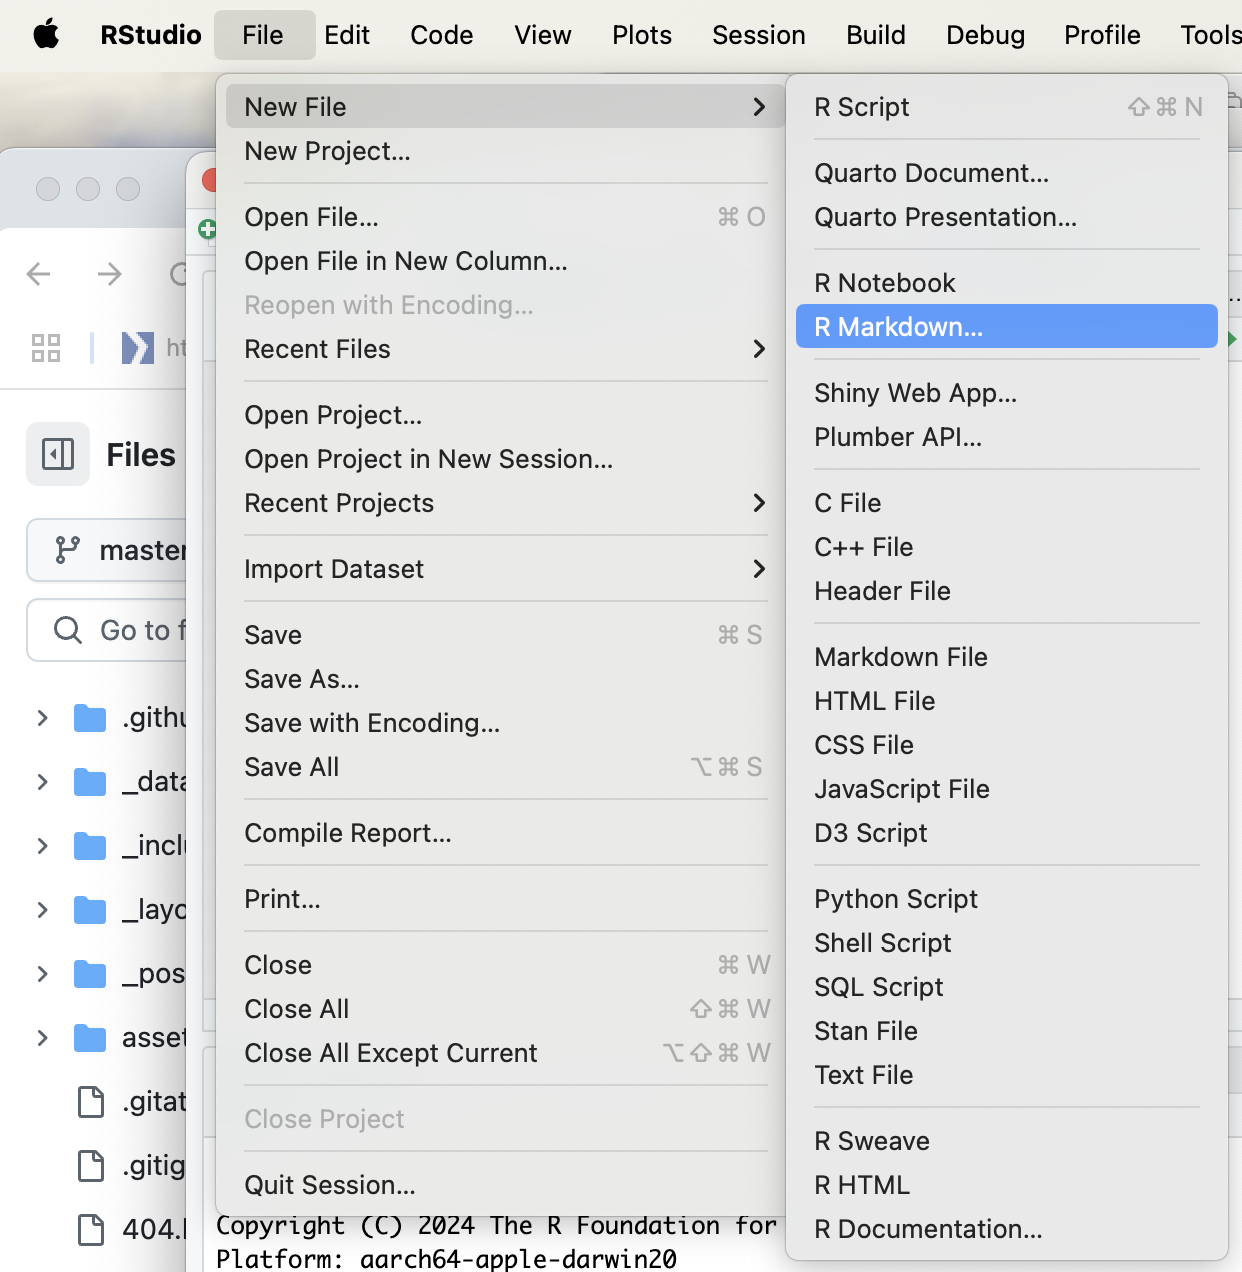 RStudio File Edit Code View Plots Session Build Debug Profile Tools
New File
New Project...
Open File... ⌘ O
Open File in New Column...
Reopen with Encoding...
Recent Files
Open Project...
Open Project in New Session...
Recent Projects
Import Dataset
Save ⌘ S
Save As...
Save with Encoding...
Save All ⌥ ⌘ S
Compile Report...
Print...
Close ⌘ W
Close All ⇧ ⌘ W
Close All Except Current ⌥ ⇧ ⌘ W
Close Project
Quit Session...
R Script ⇧ ⌘ N
Quarto Document...
Quarto Presentation...
R Notebook
R Markdown...
Shiny Web App...
Plumber API...
C File
C++ File
Header File
Markdown File
HTML File
CSS File
JavaScript File
D3 Script
Python Script
Shell Script
SQL Script
Stan File
Text File
R Sweave
R HTML
R Documentation...
ht
Files
master
Go to f
.githu
_data
_inclu
_layo
_pos
asset
.gitat
.gitig
404.
Copyright (C) 2024 The R Foundation for
Platform: aarch64-apple-darwin20